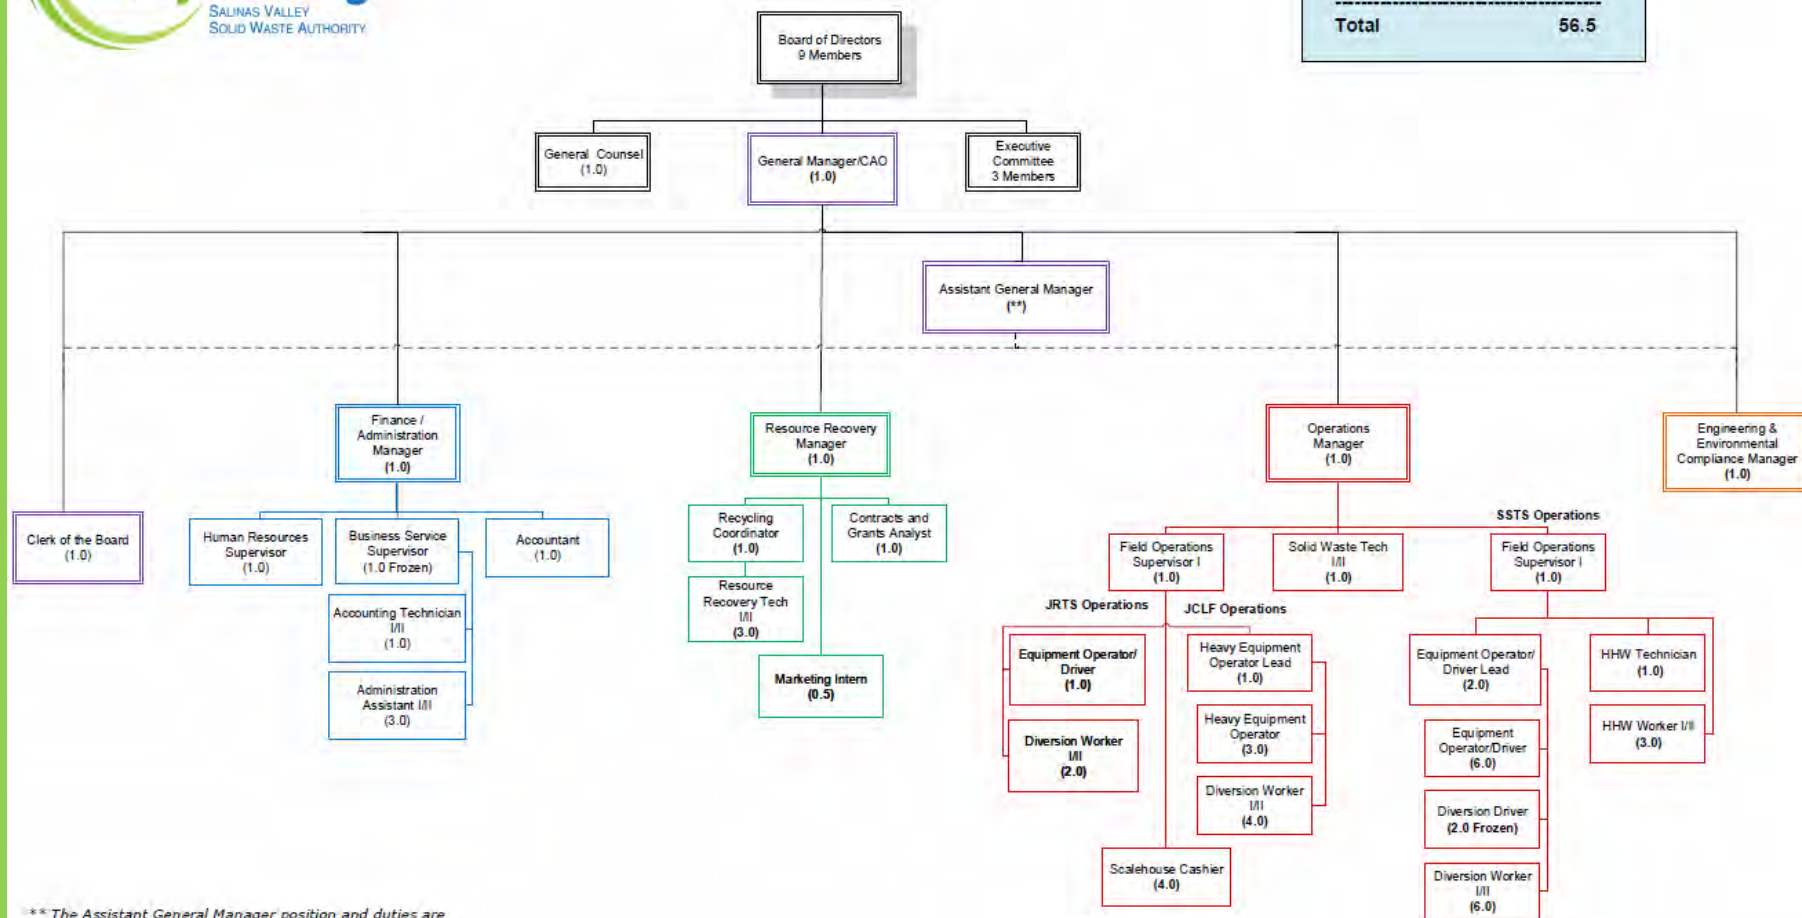 SALINAS VALLEY
SOLID WASTE AUTHORITY
Total 56.5
Board of Directors
9 Members
General Counsel
(1.0)
General Manager/CAO
(1.0)
Executive
Committee
3 Members
Assistant General Manager
(**)
Finance /
Administration
Manager
(1.0)
Resource Recovery
Manager
(1.0)
Operations
Manager
(1.0)
Engineering &
Environmental
Compliance Manager
(1.0)
Clerk of the Board
(1.0)
Human Resources
Supervisor
(1.0)
Business Service
Supervisor
(1.0 Frozen)
Accountant
(1.0)
Accounting Technician
I/II
(1.0)
Administration
Assistant I/II
(3.0)
Recycling
Coordinator
(1.0)
Contracts and
Grants Analyst
(1.0)
Resource
Recovery Tech
I/II
(3.0)
Marketing Intern
(0.5)
SSTS Operations
Field Operations
Supervisor I
(1.0)
Solid Waste Tech
I/II
(1.0)
Field Operations
Supervisor I
(1.0)
JRTS Operations
JCLF Operations
Equipment Operator/
Driver
(1.0)
Diversion Worker
I/II
(2.0)
Heavy Equipment
Operator Lead
(1.0)
Heavy Equipment
Operator
(3.0)
Diversion Worker
I/II
(4.0)
Scalehouse Cashier
(4.0)
Equipment Operator/
Driver Lead
(2.0)
Equipment
Operator/Driver
(6.0)
Diversion Driver
(2.0 Frozen)
Diversion Worker
I/II
(6.0)
HHW Technician
(1.0)
HHW Worker I/II
(3.0)
** The Assistant General Manager position and duties are